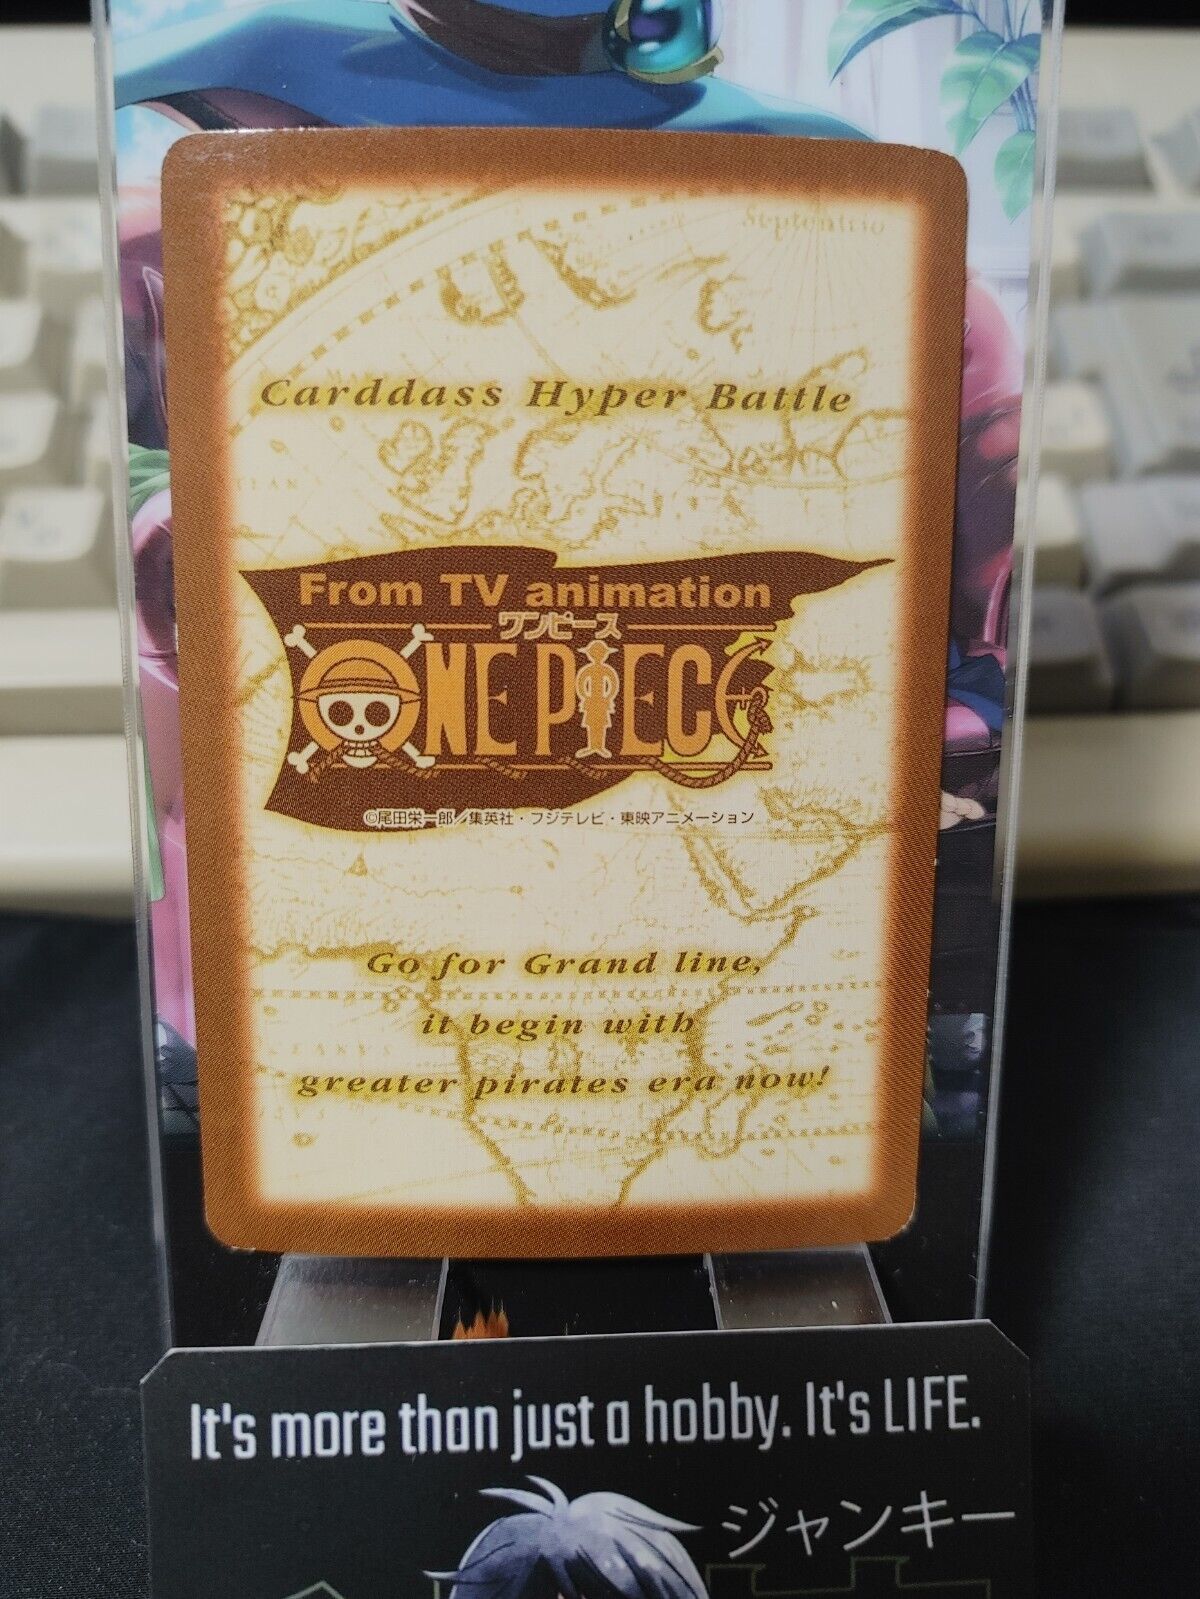 Septentrio
Carddass Hyper Battle
From TV animation
ワンピース
ONE PIECE
©尾田栄一郎／集英社・フジテレビ・東映アニメーション
Go for Grand line,
it begin with
greater pirates era now!
It's more than just a hobby. It's LIFE.
ジャンキー